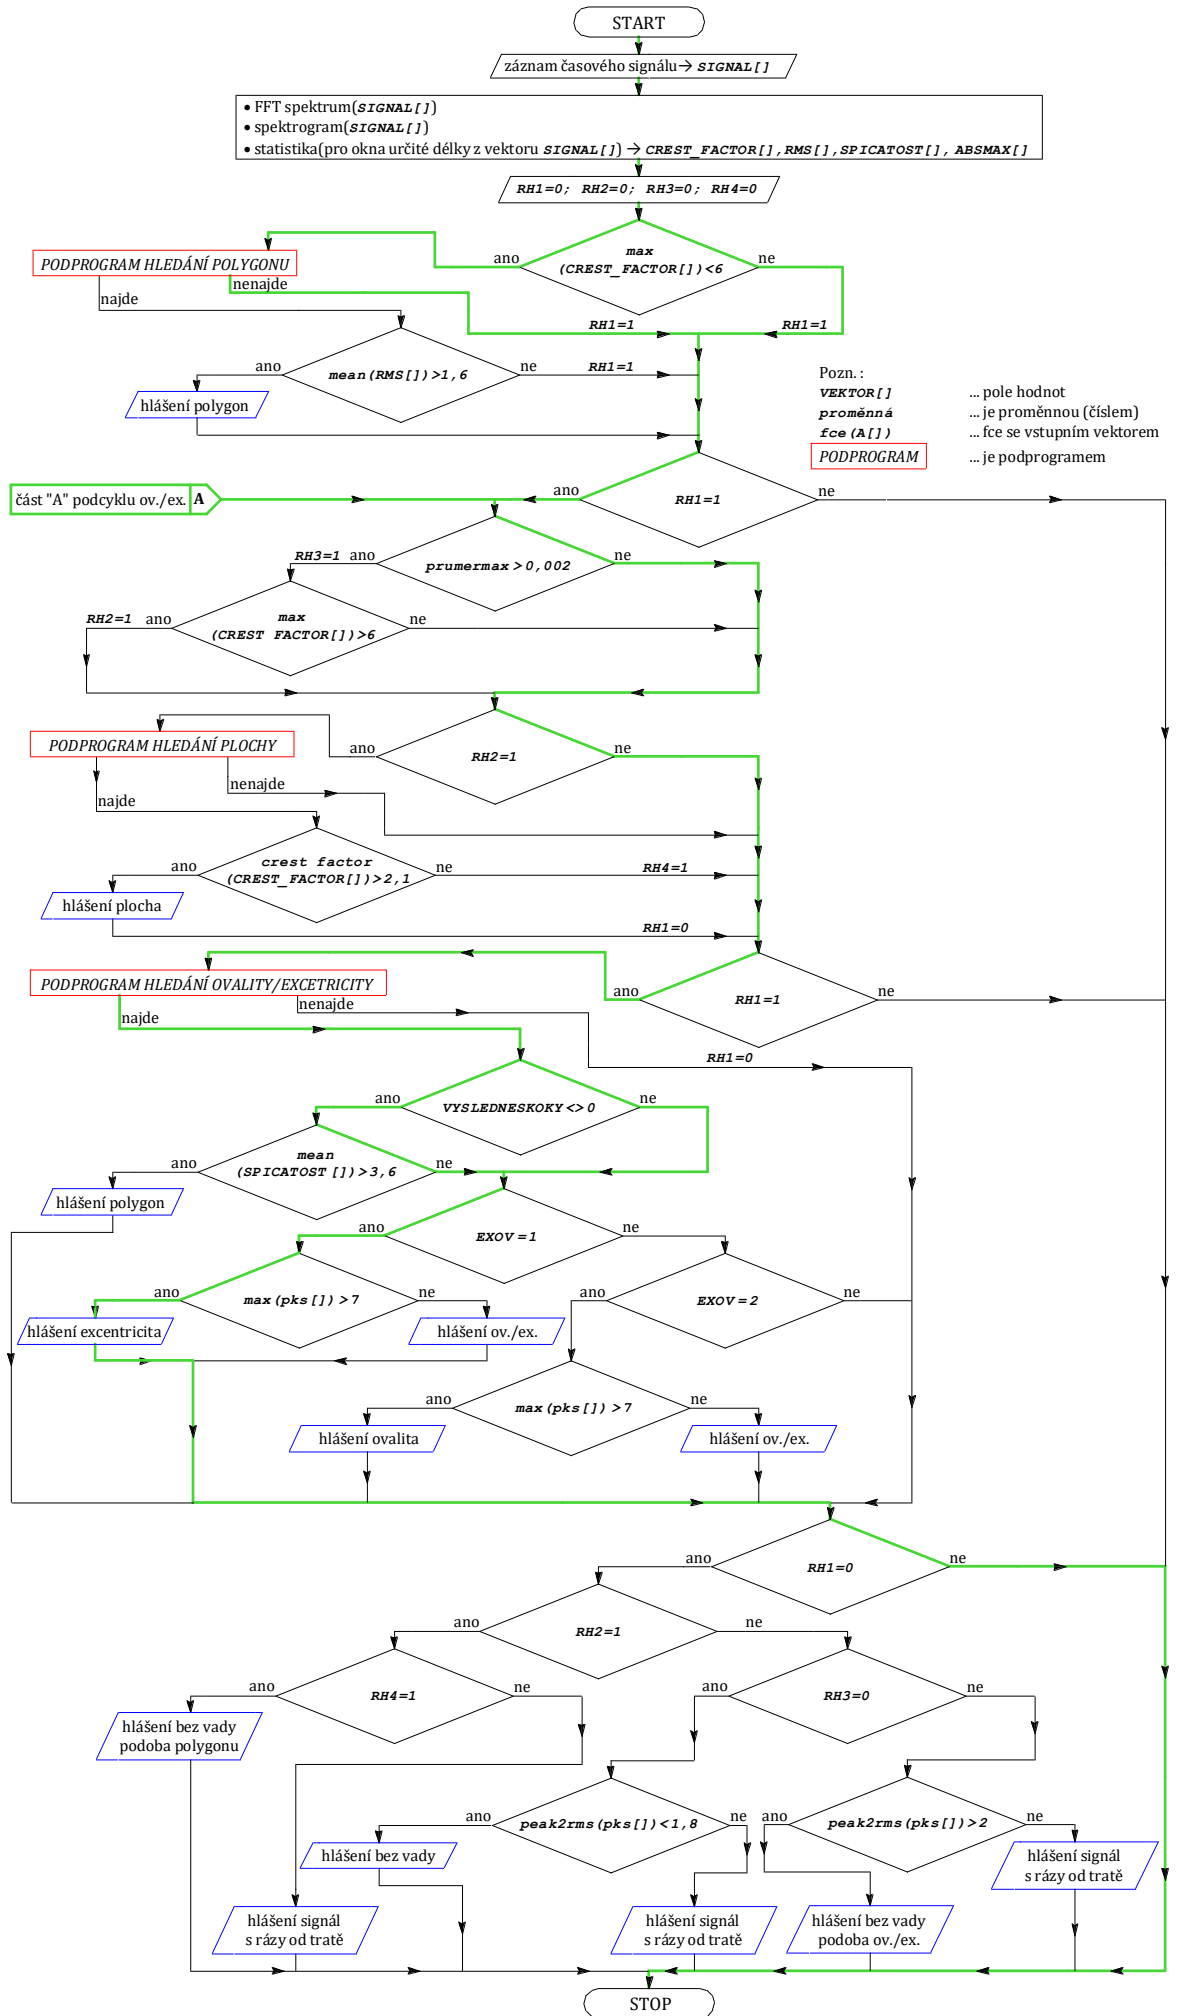 START
záznam časového signálu→ SIGNAL[]
• FFT spektrum(SIGNAL[])
• spektrogram(SIGNAL[])
• statistika(pro okna určité délky z vektoru SIGNAL[]) → CREST_FACTOR[],RMS[],SPICATOST[], ABSMAX[]
RH1=0; RH2=0; RH3=0; RH4=0
max
(CREST_FACTOR[])<6
ano
ne
PODPROGRAM HLEDÁNÍ POLYGONU
nenajde
najde
RH1=1
RH1=1
mean(RMS[])>1,6
ano
ne
RH1=1
hlášení polygon
Pozn. :
VEKTOR[] ... pole hodnot
proměnná ... je proměnnou (číslem)
fce(A[]) ... fce se vstupním vektorem
PODPROGRAM ... je podprogramem
část "A" podcyklu ov./ex. A
ano
RH1=1
ne
RH3=1 ano
prumermax>0,002
ne
RH2=1 ano
max
(CREST FACTOR[])>6
ne
PODPROGRAM HLEDÁNÍ PLOCHY
ano
RH2=1
ne
nenajde
najde
ano
crest factor
(CREST_FACTOR[])>2,1
ne
RH4=1
hlášení plocha
RH1=0
PODPROGRAM HLEDÁNÍ OVALITY/EXCETRICITY
ano
RH1=1
ne
nenajde
najde
RH1=0
ano
VYSLEDNESKOKY<>0
ne
ano
mean
(SPICATOST[])>3,6
ne
hlášení polygon
ano
EXOV=1
ne
ano
max(pks[])>7
ne
ano
EXOV=2
ne
hlášení excentricita
hlášení ov./ex.
ano
max(pks[])>7
ne
hlášení ovalita
hlášení ov./ex.
ano
RH1=0
ne
ano
RH2=1
ne
ano
RH4=1
ne
ano
RH3=0
ne
hlášení bez vady
podoba polygonu
ano
peak2rms(pks[])<1,8
ne
ano
peak2rms(pks[])>2
ne
hlášení bez vady
hlášení signál
s rázy od tratě
hlášení signál
s rázy od tratě
hlášení signál
s rázy od tratě
hlášení bez vady
podoba ov./ex.
STOP